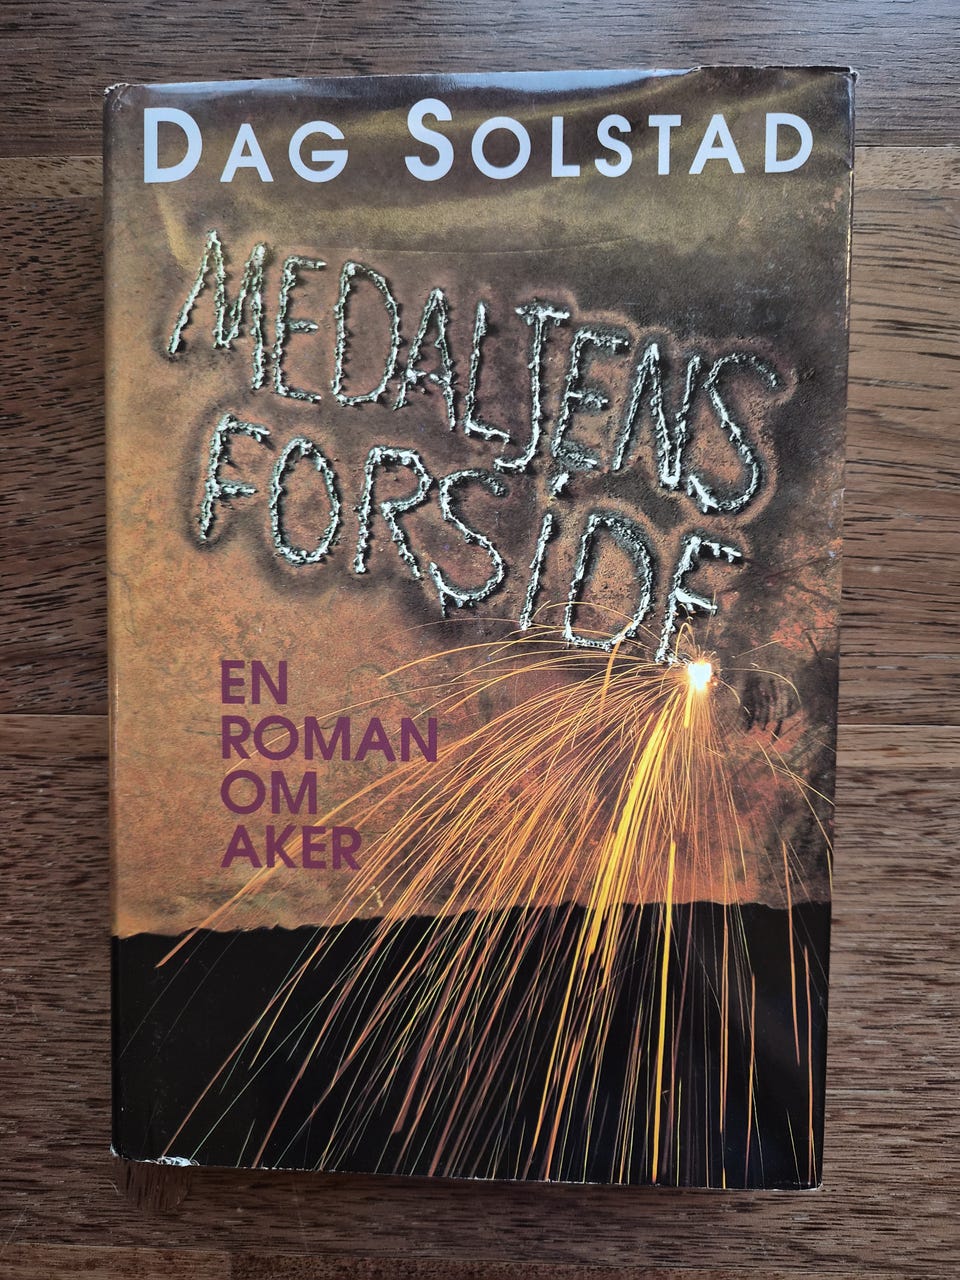 DAG SOLSTAD
MEDALJENS
FORSIDE
EN
ROMAN
OM
AKER